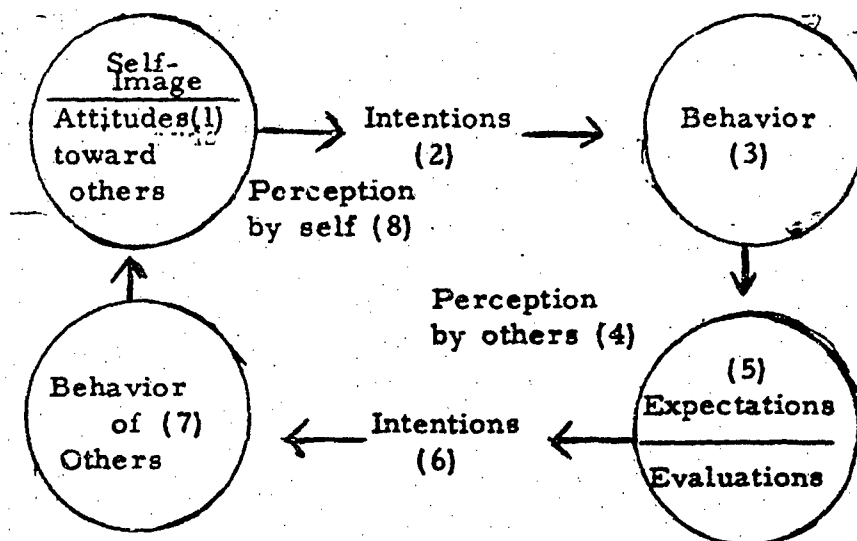 Self-
Image
Attitudes(1)
toward
others
Intentions
(2)
Behavior
(3)
Perception
by self (8)
Perception
by others (4)
(5)
Expectations
Evaluations
Intentions
(6)
Behavior
of (7)
Others